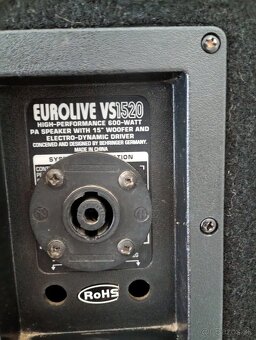 EUROLIVE VS1520
HIGH-PERFORMANCE 600-WATT
PA SPEAKER WITH 15" WOOFER AND
ELECTRO-DYNAMIC DRIVER
CONCEIVED AND DESIGNED BY BEHRINGER GERMANY.
MADE IN CHINA
RoHS